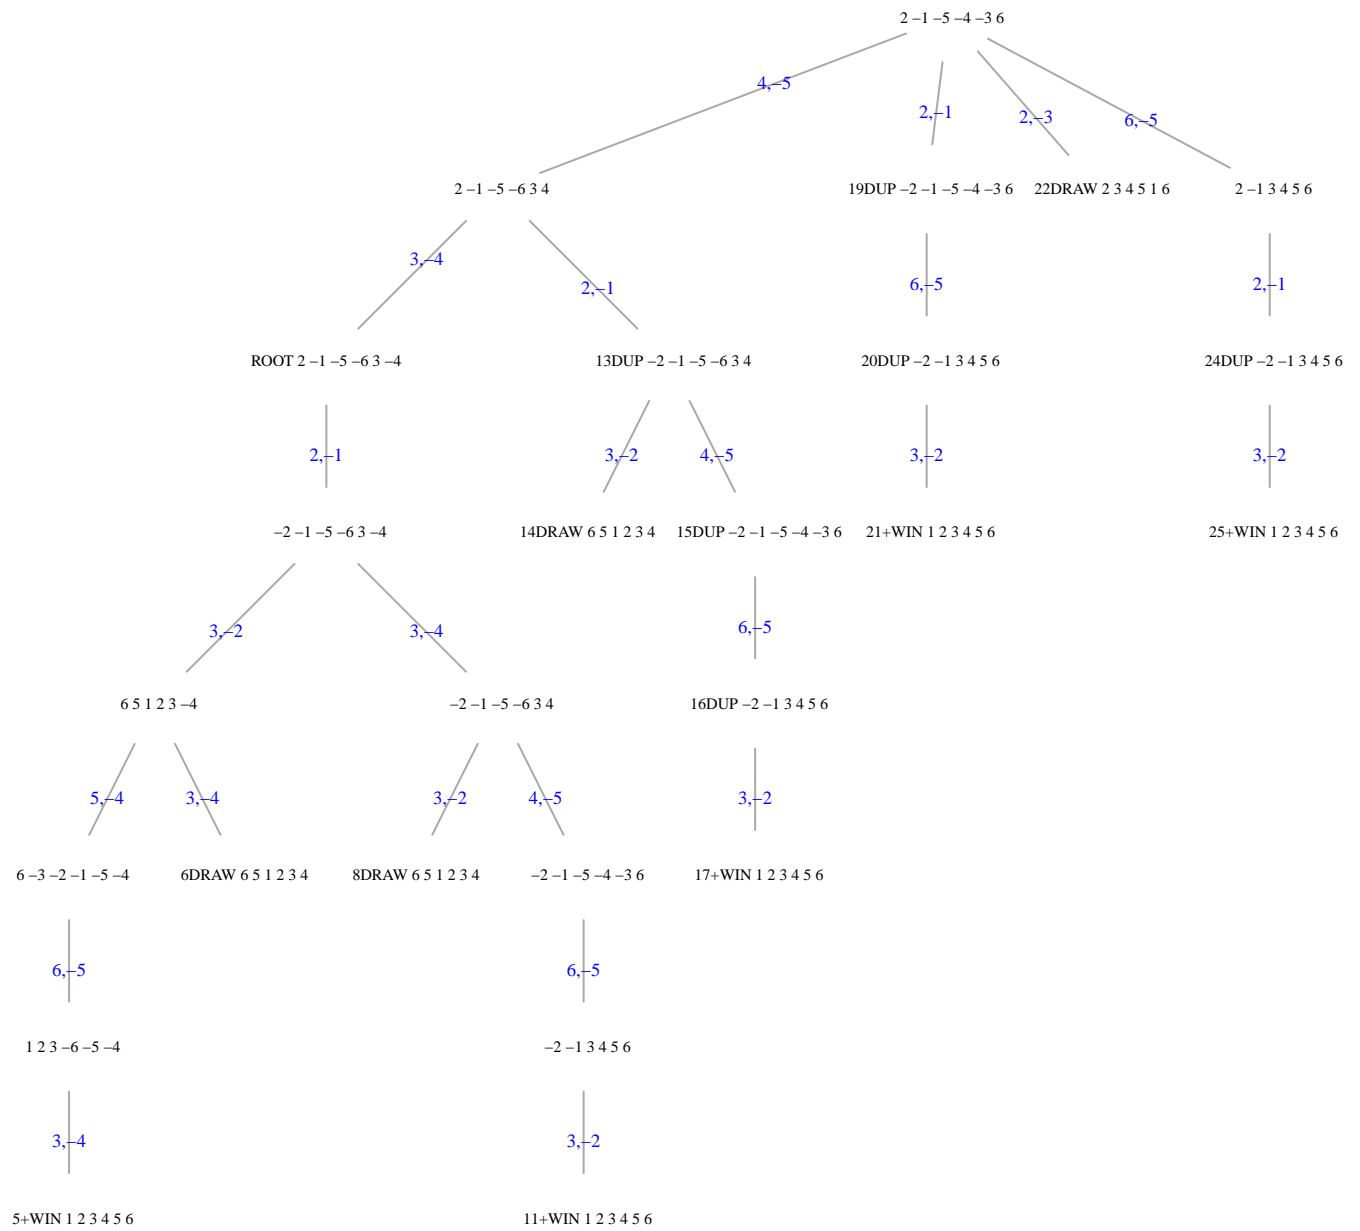 2 −1 −5 −4 −3 6
4,−5
2,−1
2,−3
6,−5
2 −1 −5 −6 3 4
19DUP −2 −1 −5 −4 −3 6
22DRAW 2 3 4 5 1 6
2 −1 3 4 5 6
3,−4
2,−1
6,−5
2,−1
ROOT 2 −1 −5 −6 3 −4
13DUP −2 −1 −5 −6 3 4
20DUP −2 −1 3 4 5 6
24DUP −2 −1 3 4 5 6
2,−1
3,−2
4,−5
3,−2
3,−2
−2 −1 −5 −6 3 −4
14DRAW 6 5 1 2 3 4
15DUP −2 −1 −5 −4 −3 6
21+WIN 1 2 3 4 5 6
25+WIN 1 2 3 4 5 6
3,−2
3,−4
6,−5
6 5 1 2 3 −4
−2 −1 −5 −6 3 4
16DUP −2 −1 3 4 5 6
5,−4
3,−4
3,−2
4,−5
3,−2
6 −3 −2 −1 −5 −4
6DRAW 6 5 1 2 3 4
8DRAW 6 5 1 2 3 4
−2 −1 −5 −4 −3 6
17+WIN 1 2 3 4 5 6
6,−5
6,−5
1 2 3 −6 −5 −4
−2 −1 3 4 5 6
3,−4
3,−2
5+WIN 1 2 3 4 5 6
11+WIN 1 2 3 4 5 6